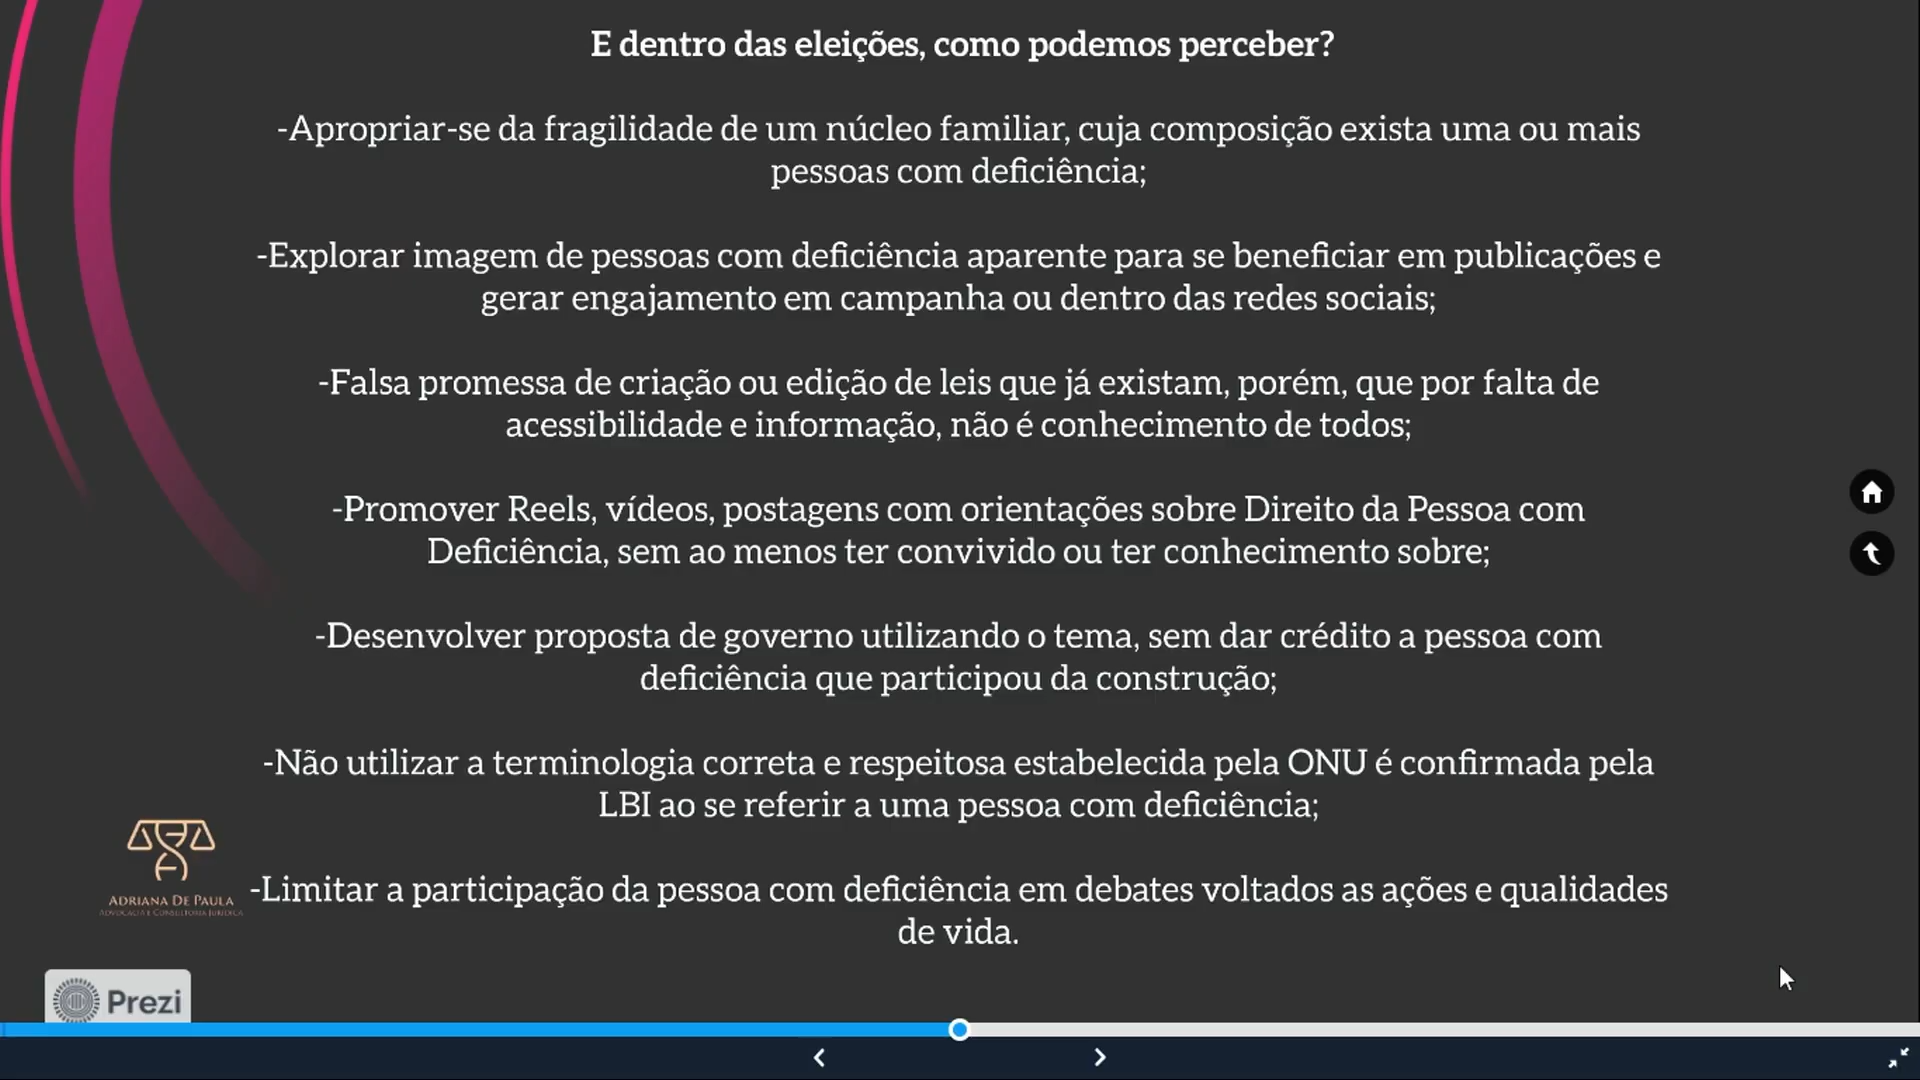 E dentro das eleições, como podemos perceber?
-Apropriar-se da fragilidade de um núcleo familiar, cuja composição exista uma ou mais
pessoas com deficiência;
-Explorar imagem de pessoas com deficiência aparente para se beneficiar em publicações e
gerar engajamento em campanha ou dentro das redes sociais;
-Falsa promessa de criação ou edição de leis que já existam, porém, que por falta de
acessibilidade e informação, não é conhecimento de todos;
-Promover Reels, vídeos, postagens com orientações sobre Direito da Pessoa com
Deficiência, sem ao menos ter convivido ou ter conhecimento sobre;
-Desenvolver proposta de governo utilizando o tema, sem dar crédito a pessoa com
deficiência que participou da construção;
-Não utilizar a terminologia correta e respeitosa estabelecida pela ONU é confirmada pela
LBI ao se referir a uma pessoa com deficiência;
-Limitar a participação da pessoa com deficiência em debates voltados as ações e qualidades
de vida.
ADRIANA DE PAULA
ADVOCACIA E CONSULTORIA JURÍDICA
Prezi